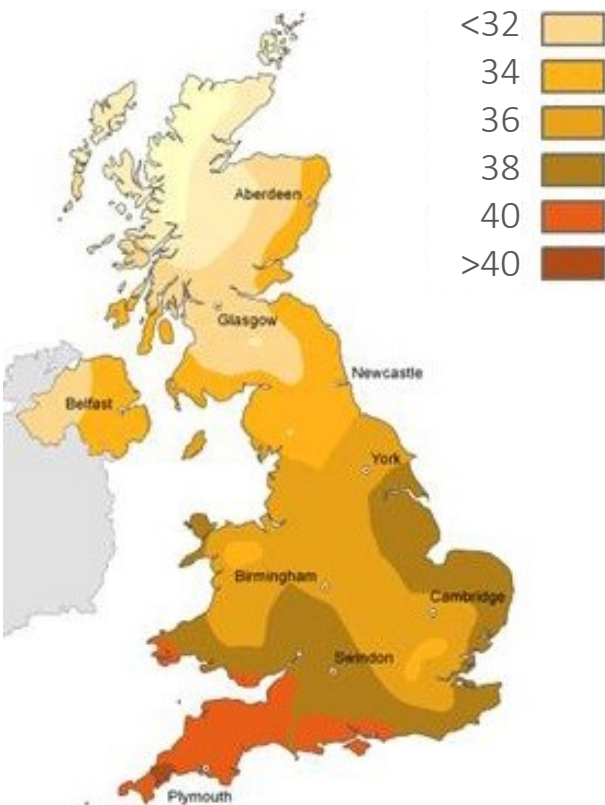 <32
34
36
38
40
>40
Aberdeen
Glasgow
Newcastle
Belfast
York
Birmingham
Cambridge
Swindon
Plymouth